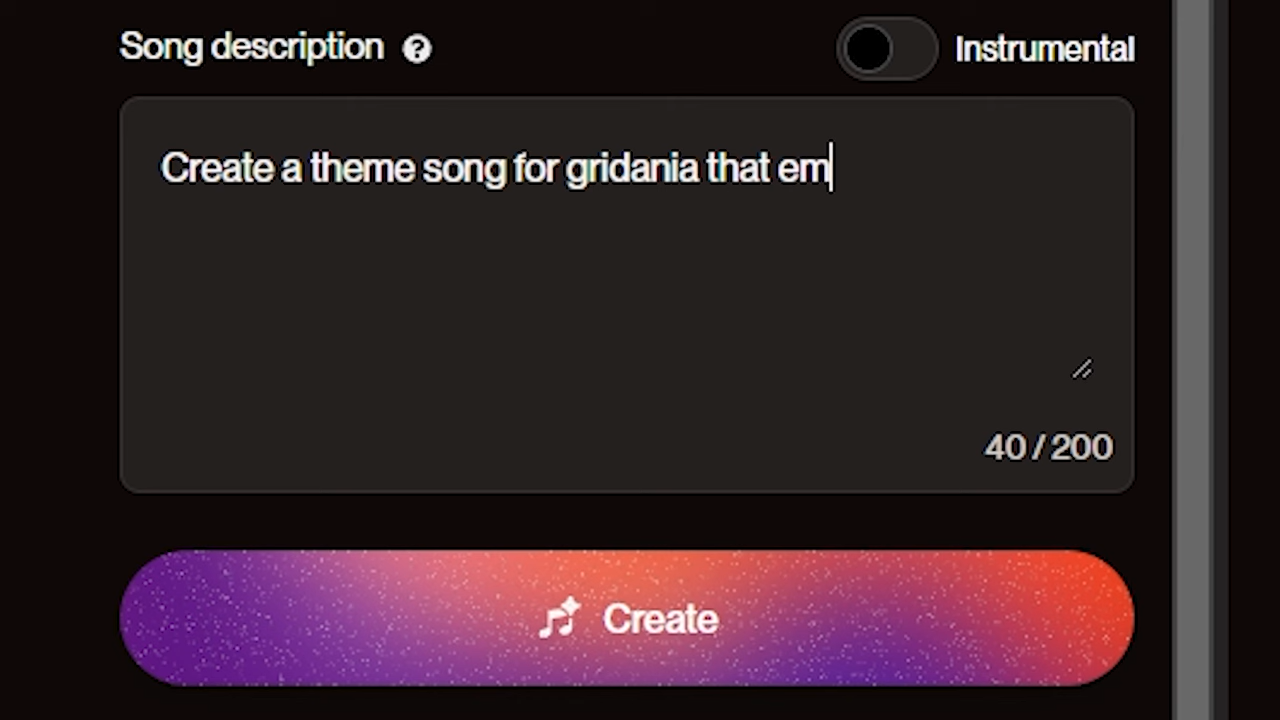 Song description
Instrumental
Create a theme song for gridania that em
40 / 200
Create